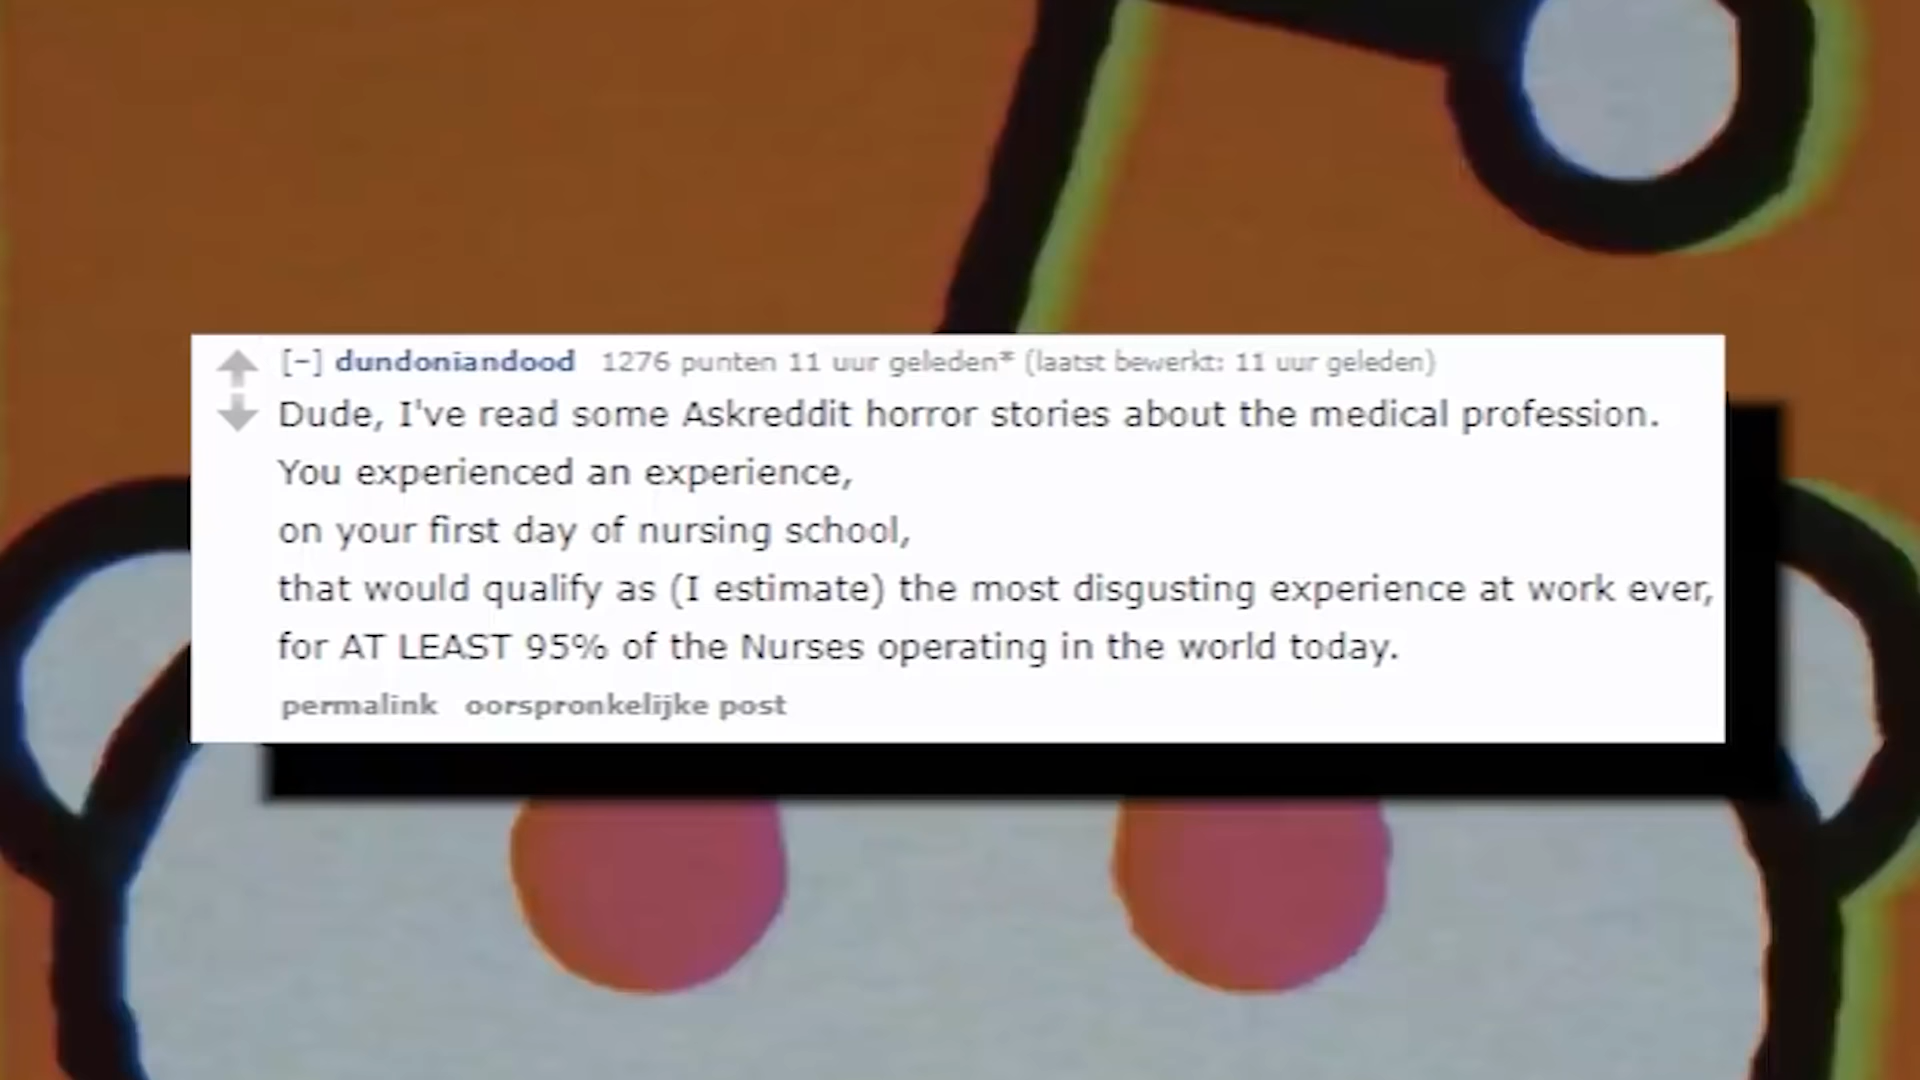 [–] dundoniandood 1276 punten 11 uur geleden* (laatst bewerkt: 11 uur geleden)
Dude, I've read some Askreddit horror stories about the medical profession.
You experienced an experience,
on your first day of nursing school,
that would qualify as (I estimate) the most disgusting experience at work ever,
for AT LEAST 95% of the Nurses operating in the world today.
permalink oorspronkelijke post